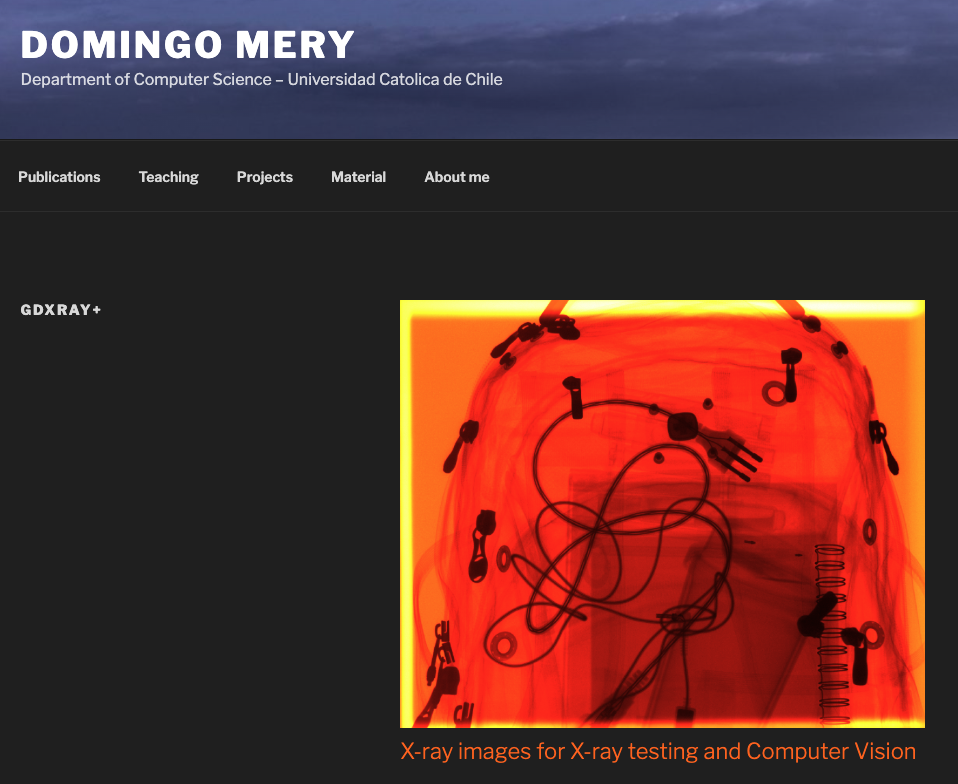 DOMINGO MERY
Department of Computer Science – Universidad Catolica de Chile
Publications Teaching Projects Material About me
GDXRAY+
X-ray images for X-ray testing and Computer Vision